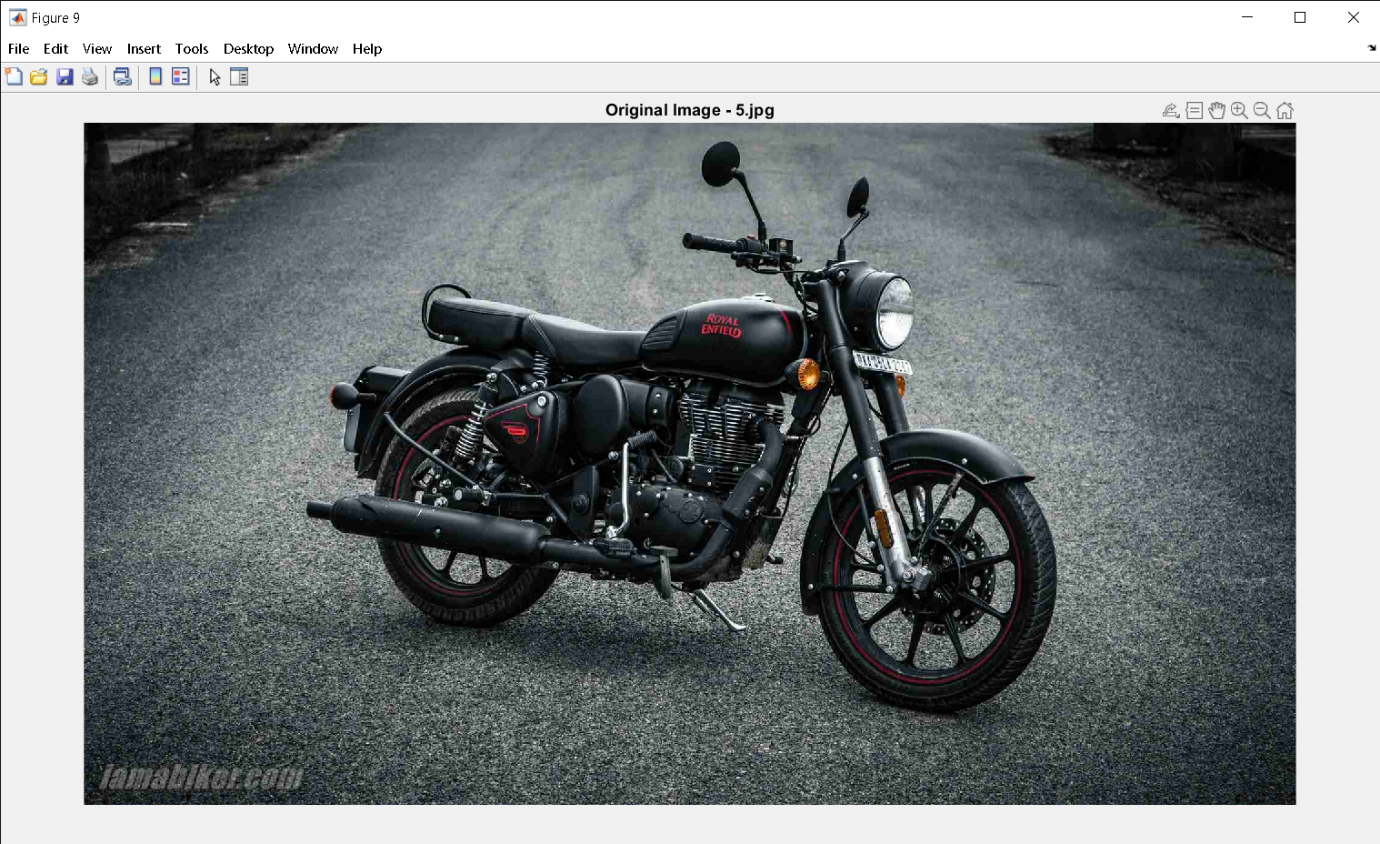 Figure 9
File Edit View Insert Tools Desktop Window Help
Original Image - 5.jpg
ROYAL
ENFIELD
iamabiker.com